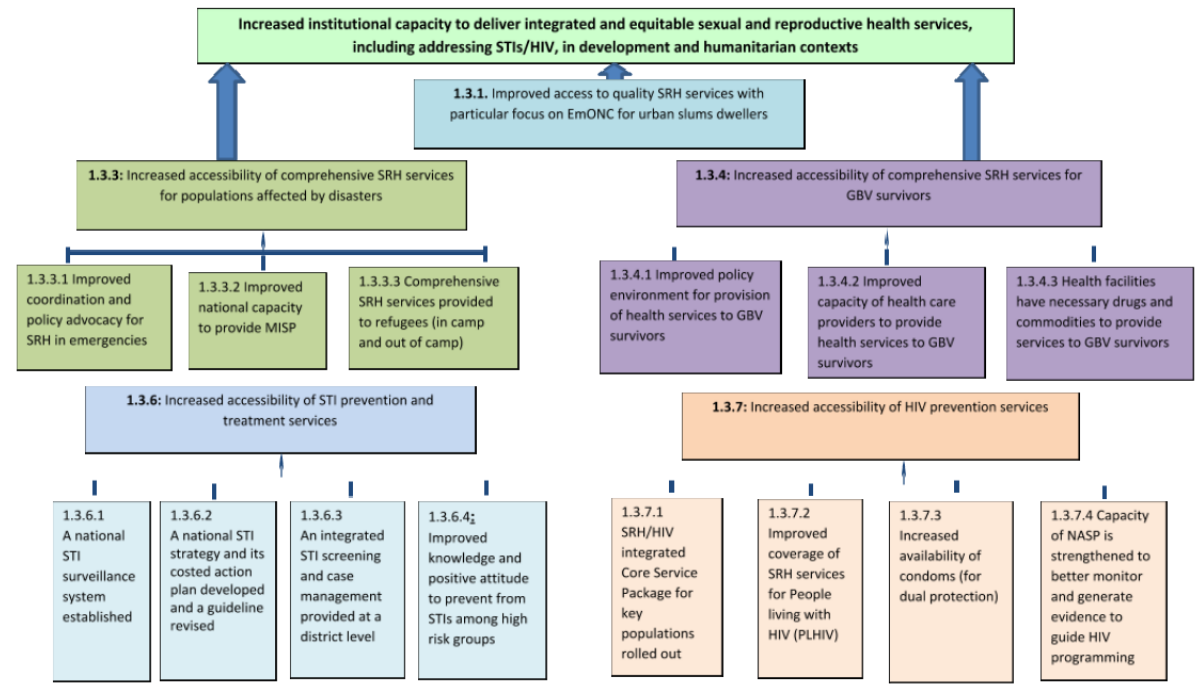 Increased institutional capacity to deliver integrated and equitable sexual and reproductive health services,
including addressing STIs/HIV, in development and humanitarian contexts
1.3.1. Improved access to quality SRH services with
particular focus on EmONC for urban slums dwellers
1.3.3: Increased accessibility of comprehensive SRH services
for populations affected by disasters
1.3.4: Increased accessibility of comprehensive SRH services for
GBV survivors
1.3.3.1 Improved
coordination and
policy advocacy for
SRH in emergencies
1.3.3.2 Improved
national capacity
to provide MISP
1.3.3.3 Comprehensive
SRH services provided
to refugees (in camp
and out of camp)
1.3.4.1 Improved policy
environment for provision
of health services to GBV
survivors
1.3.4.2 Improved
capacity of health care
providers to provide
health services to GBV
survivors
1.3.4.3 Health facilities
have necessary drugs and
commodities to provide
services to GBV survivors
1.3.6: Increased accessibility of STI prevention and
treatment services
1.3.7: Increased accessibility of HIV prevention services
1.3.6.1
A national
STI
surveillance
system
established
1.3.6.2
A national STI
strategy and its
costed action
plan developed
and a guideline
revised
1.3.6.3
An integrated
STI screening
and case
management
provided at a
district level
1.3.6.4:
Improved
knowledge and
positive attitude
to prevent from
STIs among high
risk groups
1.3.7.1
SRH/HIV
integrated
Core Service
Package for
key
populations
rolled out
1.3.7.2
Improved
coverage of
SRH services
for People
living with
HIV (PLHIV)
1.3.7.3
Increased
availability of
condoms (for
dual protection)
1.3.7.4 Capacity
of NASP is
strengthened to
better monitor
and generate
evidence to
guide HIV
programming